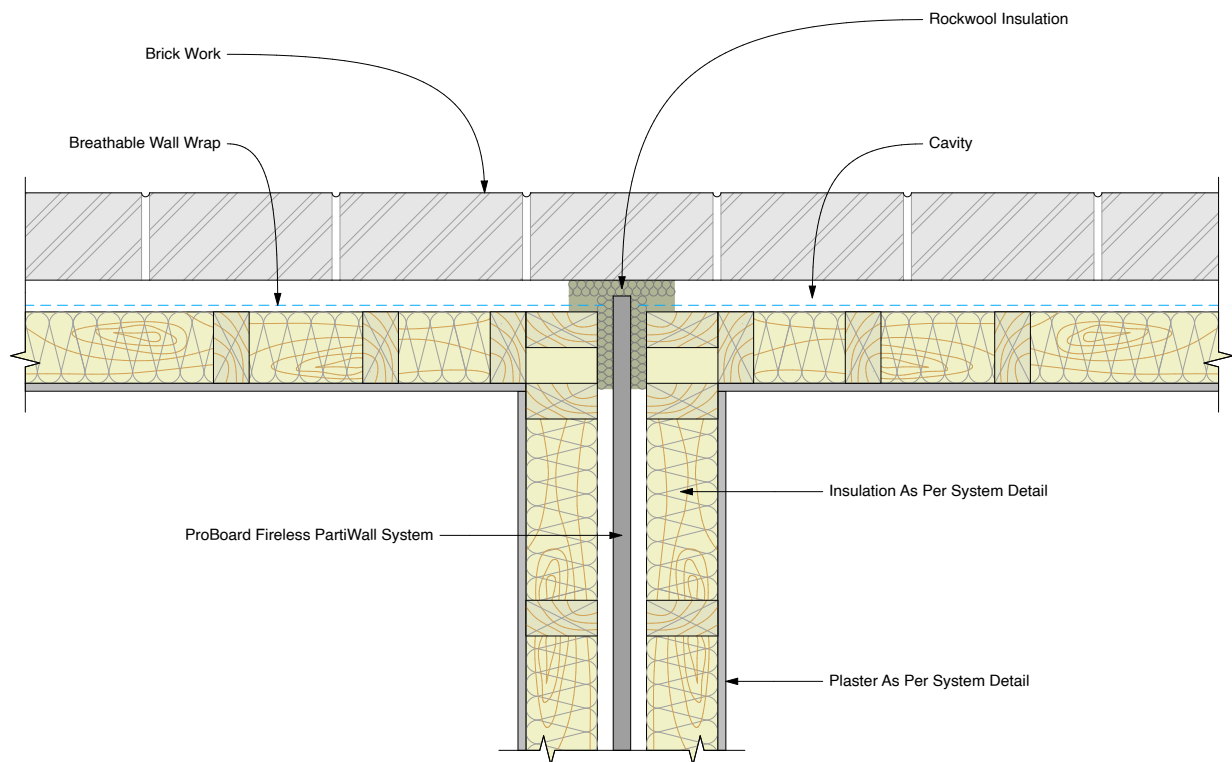 Rockwool Insulation
Brick Work
Breathable Wall Wrap
Cavity
Insulation As Per System Detail
ProBoard Fireless PartiWall System
Plaster As Per System Detail